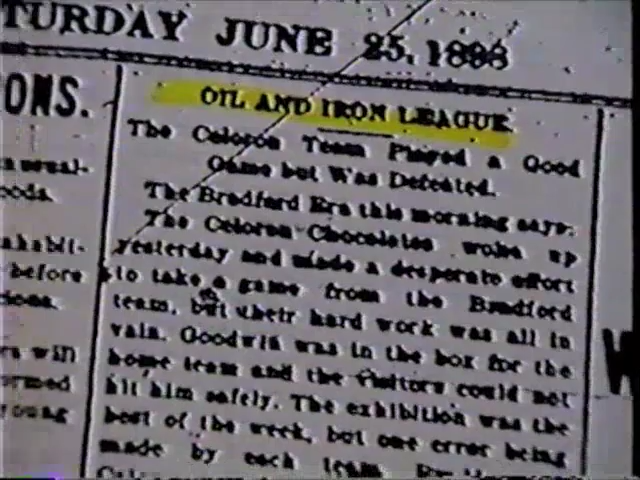 TURDAY JUNE 25, 1898
ONS.
OIL AND IRON LEAGUE.
The Celoron Team Played a Good
Game but Was Defeated.
The Bradford Era this morning says:
The Celoron Chocolates woke up
yesterday and made a desperate effort
to take a game from the Bradford
team, but their hard work was all in
vain. Goodwin was in the box for the
home team and the visitors could not
hit him safely. The exhibition was the
best of the week, but one error being
made by each team.
before
win